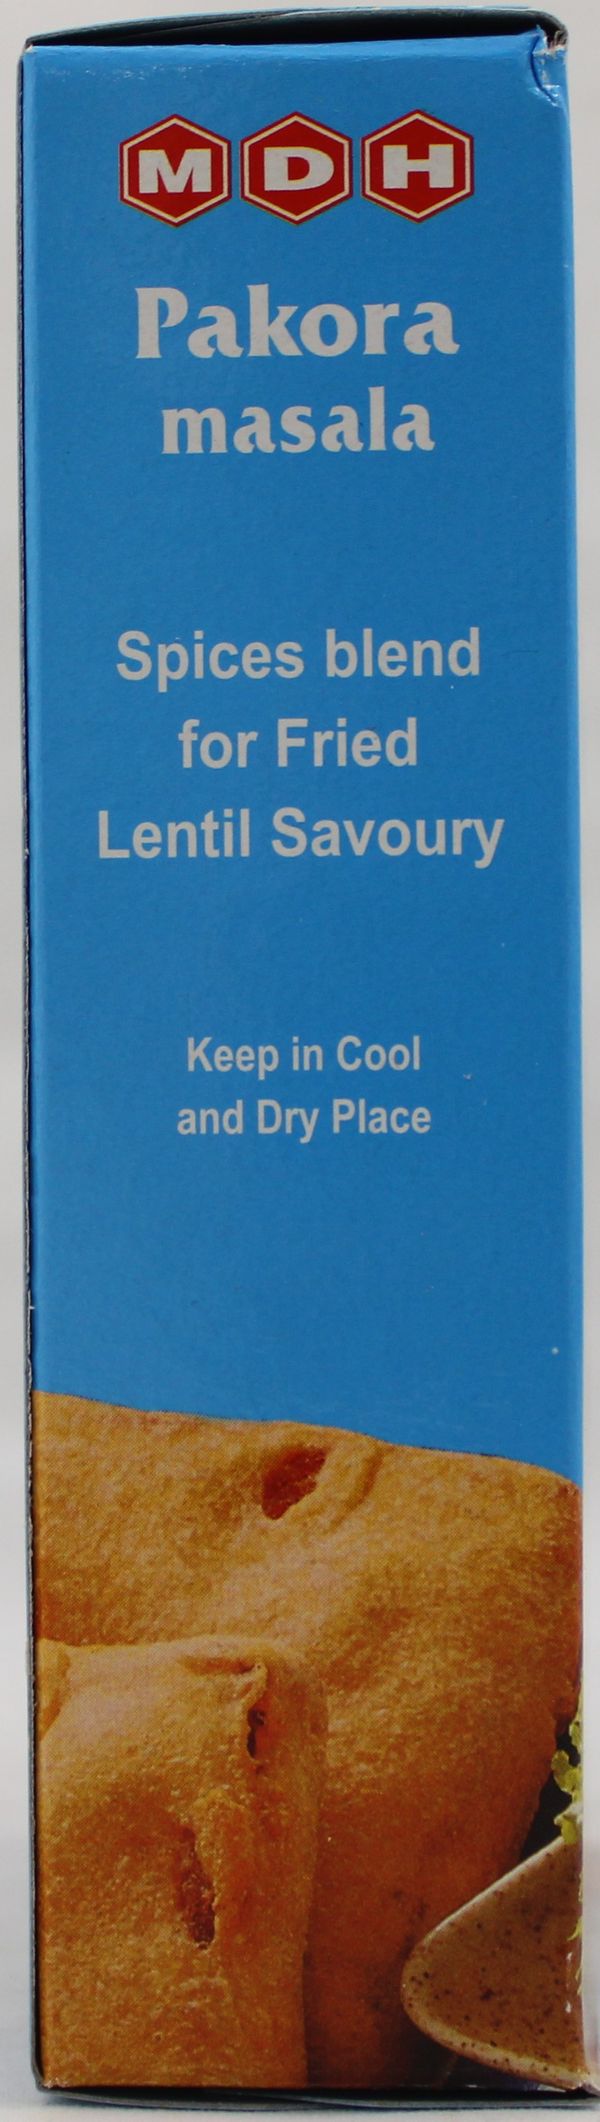 MDH
Pakora
masala
Spices blend
for Fried
Lentil Savoury
Keep in Cool
and Dry Place